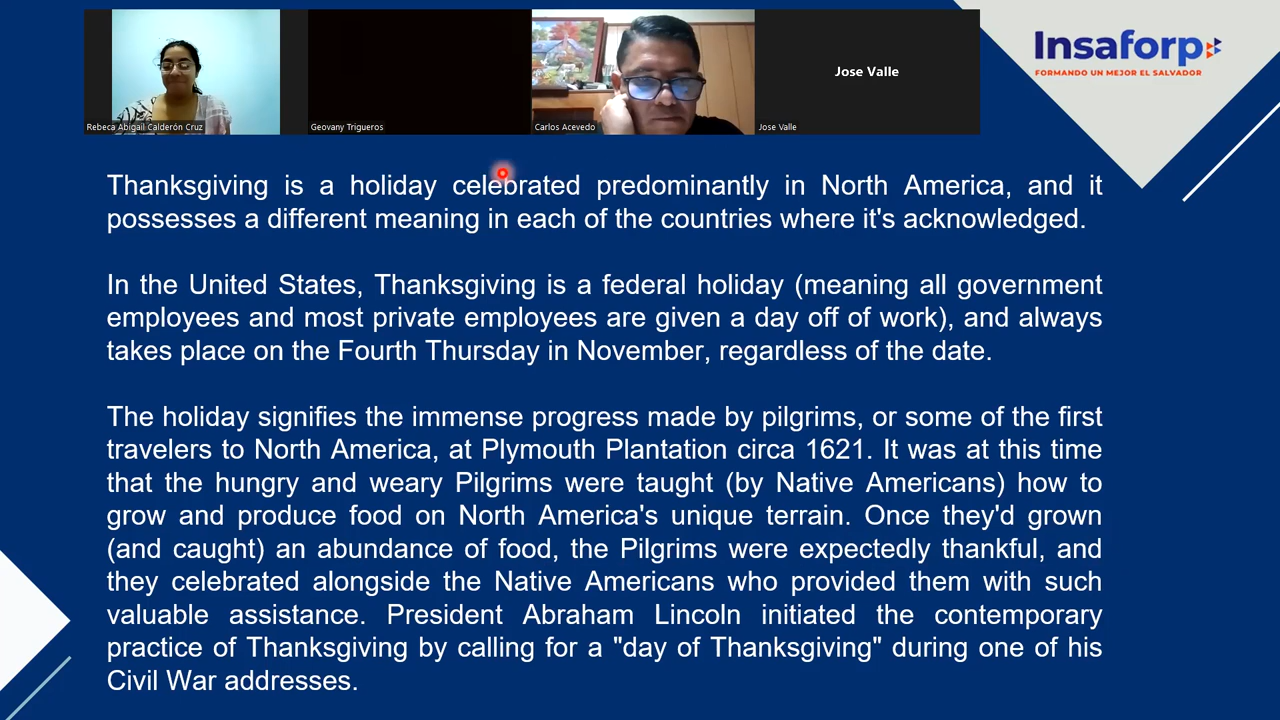 Rebeca Abigail Calderón Cruz
Geovany Trigueros
Carlos Acevedo
Jose Valle
Jose Valle
Insaforp
FORMANDO UN MEJOR EL SALVADOR
Thanksgiving is a holiday celebrated predominantly in North America, and it
possesses a different meaning in each of the countries where it's acknowledged.
In the United States, Thanksgiving is a federal holiday (meaning all government
employees and most private employees are given a day off of work), and always
takes place on the Fourth Thursday in November, regardless of the date.
The holiday signifies the immense progress made by pilgrims, or some of the first
travelers to North America, at Plymouth Plantation circa 1621. It was at this time
that the hungry and weary Pilgrims were taught (by Native Americans) how to
grow and produce food on North America's unique terrain. Once they'd grown
(and caught) an abundance of food, the Pilgrims were expectedly thankful, and
they celebrated alongside the Native Americans who provided them with such
valuable assistance. President Abraham Lincoln initiated the contemporary
practice of Thanksgiving by calling for a "day of Thanksgiving" during one of his
Civil War addresses.